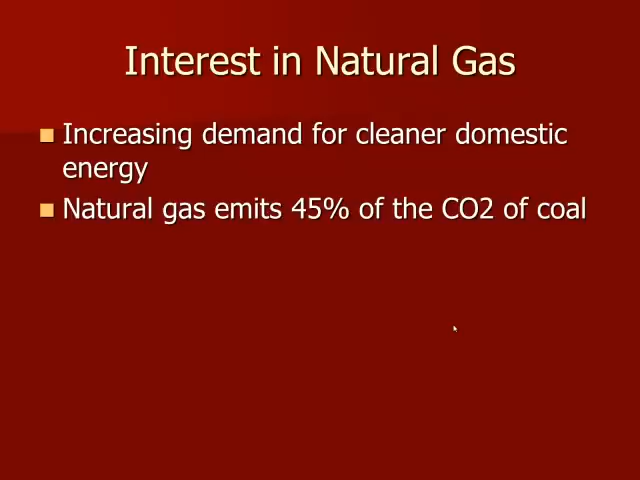 Interest in Natural Gas
Increasing demand for cleaner domestic
energy
Natural gas emits 45% of the CO2 of coal